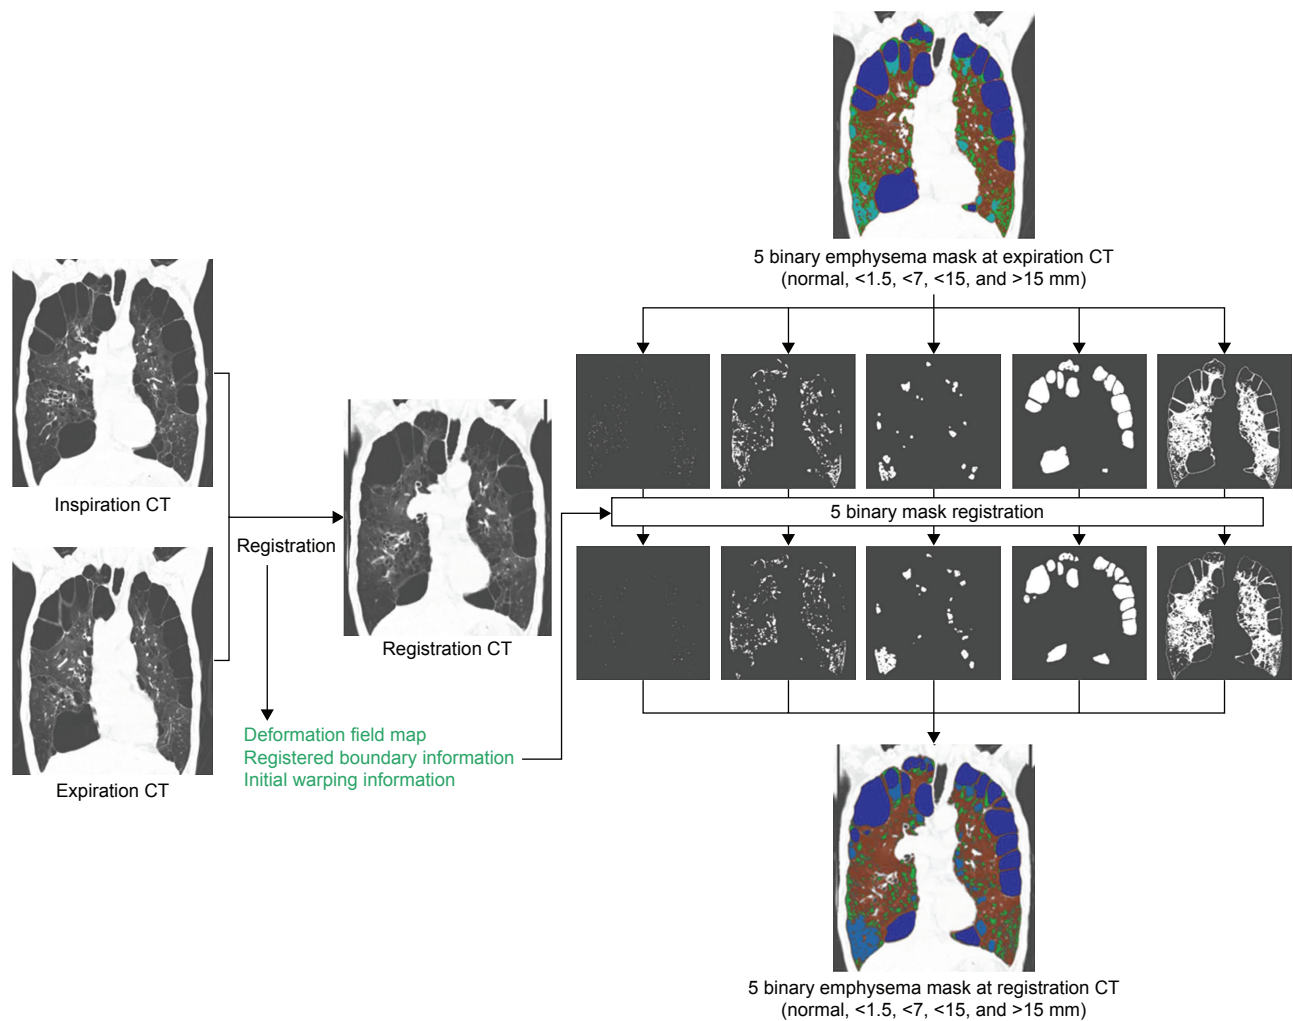 5 binary emphysema mask at expiration CT
(normal, <1.5, <7, <15, and >15 mm)
Inspiration CT
Registration
Expiration CT
Registration CT
Deformation field map
Registered boundary information
Initial warping information
5 binary mask registration
5 binary emphysema mask at registration CT
(normal, <1.5, <7, <15, and >15 mm)